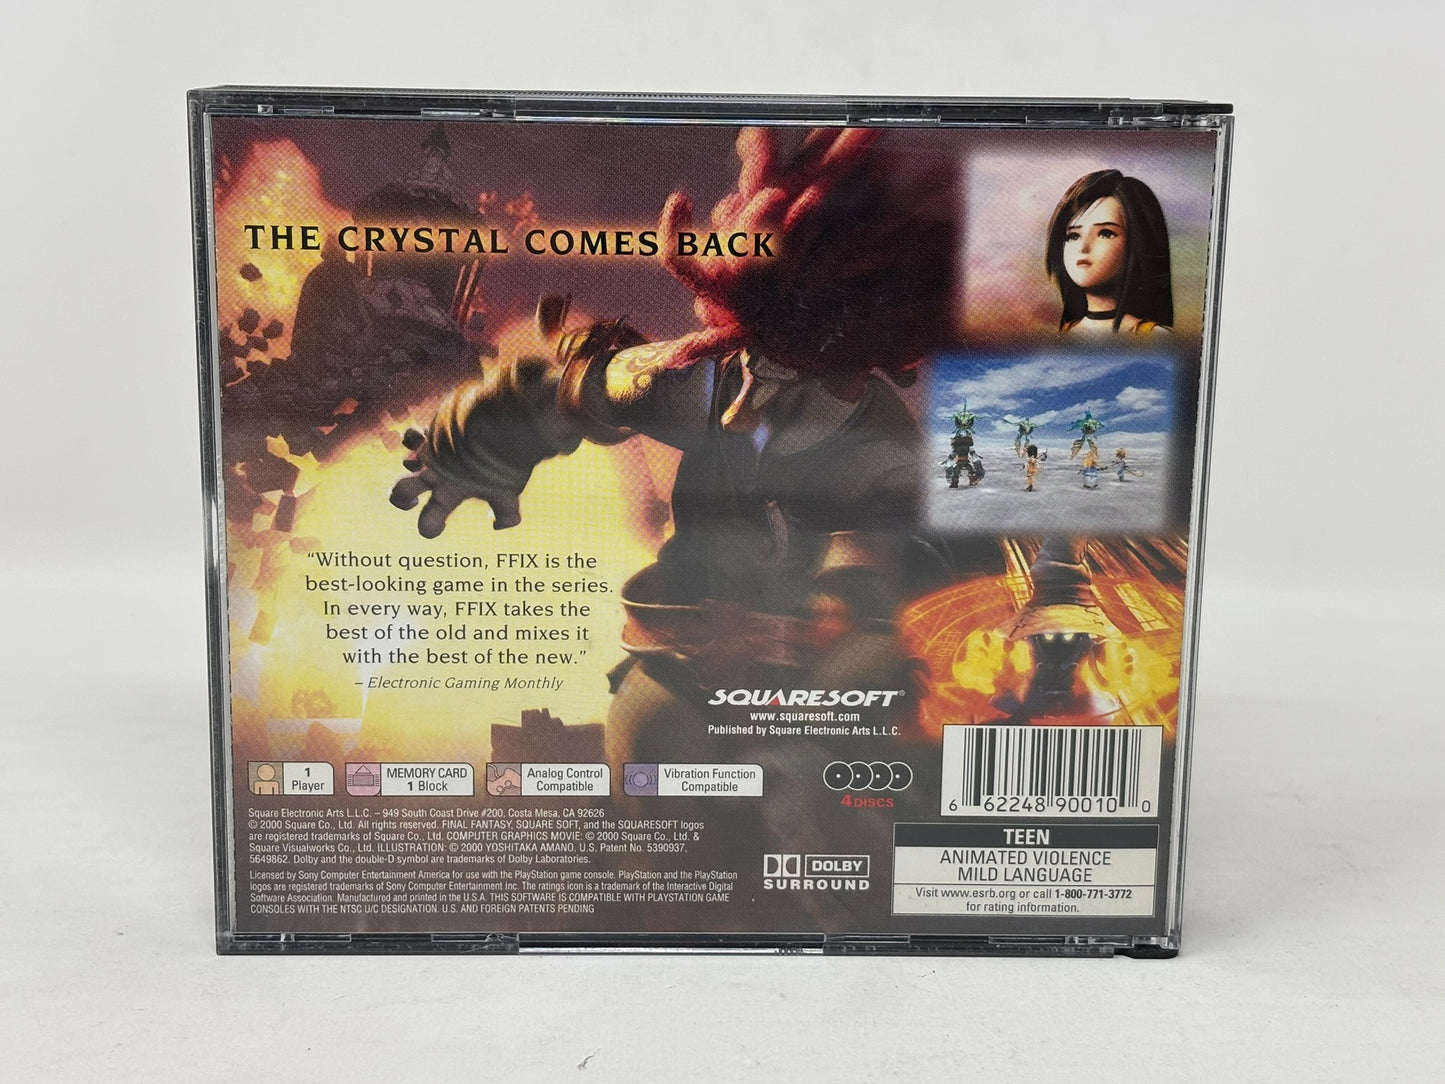 THE CRYSTAL COMES BACK
“Without question, FFIX is the
best-looking game in the series.
In every way, FFIX takes the
best of the old and mixes it
with the best of the new.”
– Electronic Gaming Monthly
SQUARESOFT®
www.squaresoft.com
Published by Square Electronic Arts L.L.C.
1
Player
MEMORY CARD
1 Block
Analog Control
Compatible
Vibration Function
Compatible
4 DISCS
6 62248 90010 0
Square Electronic Arts L.L.C. – 949 South Coast Drive #200, Costa Mesa, CA 92626
© 2000 Square Co., Ltd. All rights reserved. FINAL FANTASY, SQUARE SOFT, and the SQUARESOFT logos
are registered trademarks of Square Co., Ltd. COMPUTER GRAPHICS MOVIE: © 2000 Square Co., Ltd. &
Square Visualworks Co., Ltd. ILLUSTRATION: © 2000 YOSHITAKA AMANO. U.S. Patent No. 5390937,
5649862. Dolby and the double-D symbol are trademarks of Dolby Laboratories.
Licensed by Sony Computer Entertainment America for use with the PlayStation game console. PlayStation and the PlayStation
logos are registered trademarks of Sony Computer Entertainment Inc. The ratings icon is a trademark of the Interactive Digital
Software Association. Manufactured and printed in the U.S.A. THIS SOFTWARE IS COMPATIBLE WITH PLAYSTATION GAME
CONSOLES WITH THE NTSC U/C DESIGNATION. U.S. AND FOREIGN PATENTS PENDING
DOLBY
SURROUND
TEEN
ANIMATED VIOLENCE
MILD LANGUAGE
Visit www.esrb.org or call 1-800-771-3772
for rating information.